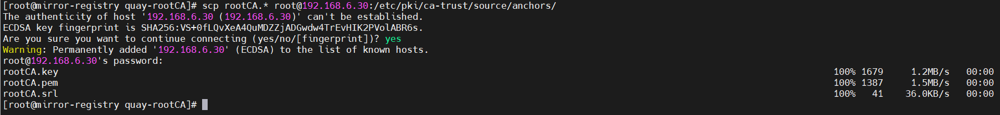 [root@mirror-registry quay-rootCA]# scp rootCA.* root@192.168.6.30:/etc/pki/ca-trust/source/anchors/
The authenticity of host '192.168.6.30 (192.168.6.30)' can't be established.
ECDSA key fingerprint is SHA256:VS+0fLQvXeA4QuMDZZjADGwdw4TrEvHIK2PVolABR6s.
Are you sure you want to continue connecting (yes/no/[fingerprint])? yes
Warning: Permanently added '192.168.6.30' (ECDSA) to the list of known hosts.
root@192.168.6.30's password:
rootCA.key 100% 1679 1.2MB/s 00:00
rootCA.pem 100% 1387 1.5MB/s 00:00
rootCA.srl 100% 41 36.0KB/s 00:00
[root@mirror-registry quay-rootCA]#